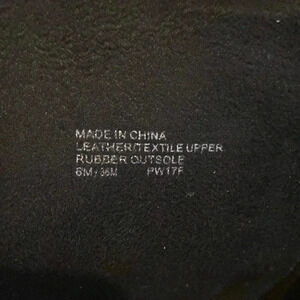 MADE IN CHINA
LEATHER/TEXTILE UPPER
RUBBER OUTSOLE
6M/36M PW17F